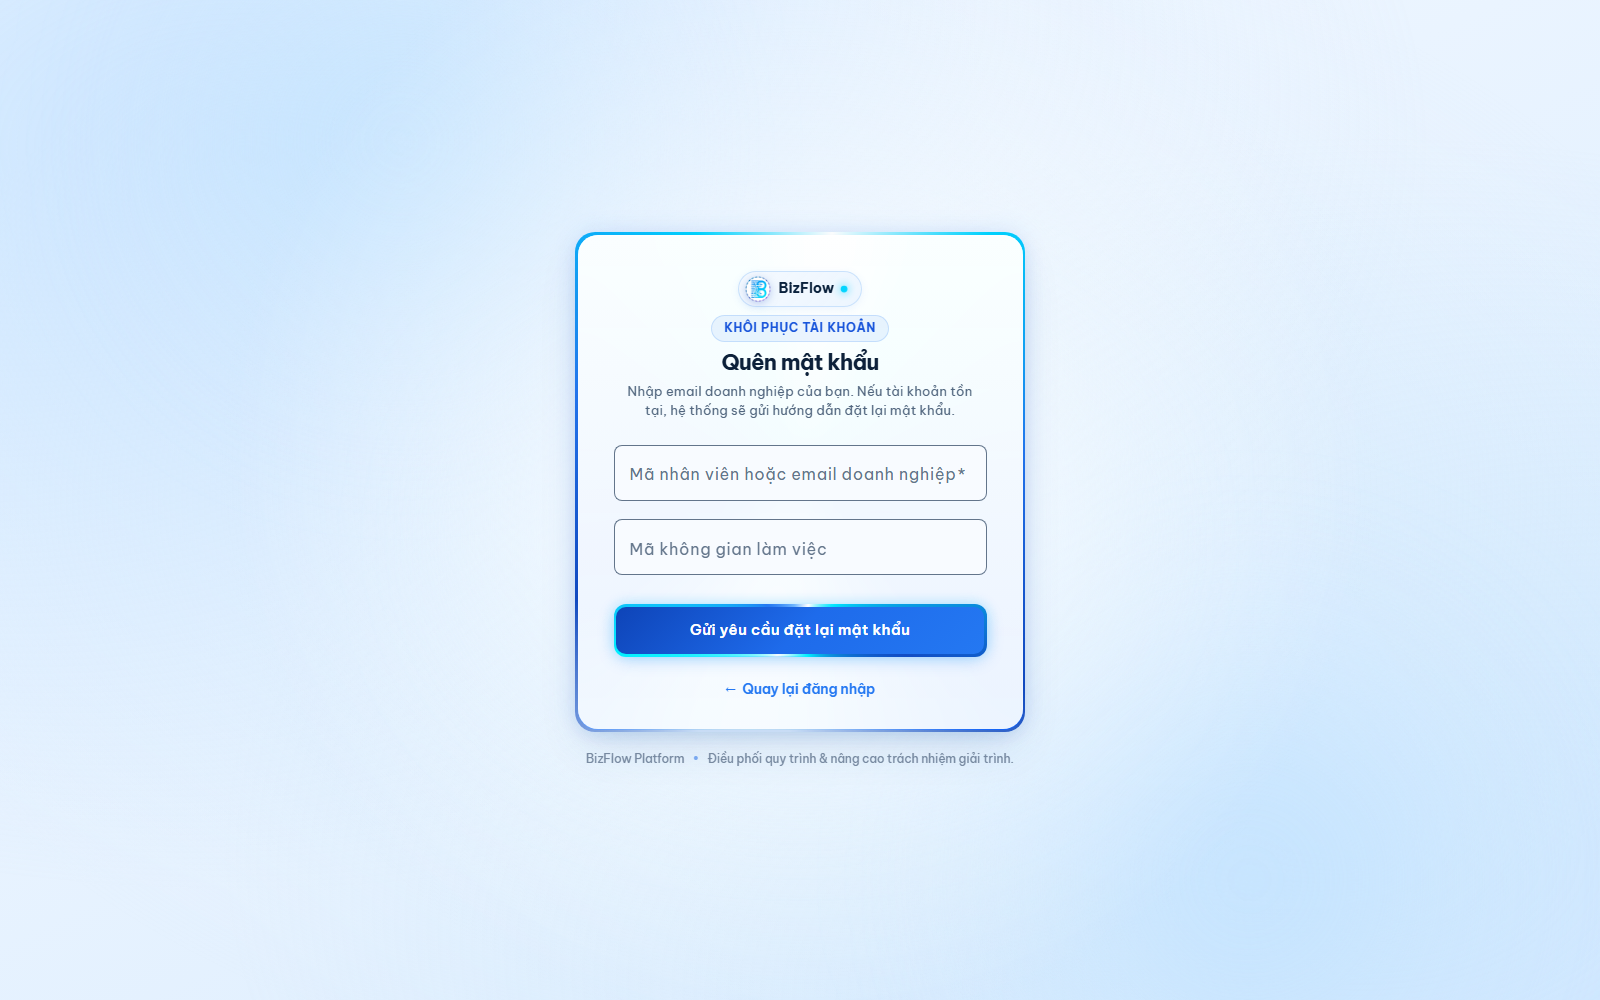 BizFlow
KHÔI PHỤC TÀI KHOẢN
Quên mật khẩu
Nhập email doanh nghiệp của bạn. Nếu tài khoản tồn
tại, hệ thống sẽ gửi hướng dẫn đặt lại mật khẩu.
Mã nhân viên hoặc email doanh nghiệp*
Mã không gian làm việc
Gửi yêu cầu đặt lại mật khẩu
← Quay lại đăng nhập
BizFlow Platform • Điều phối quy trình & nâng cao trách nhiệm giải trình.